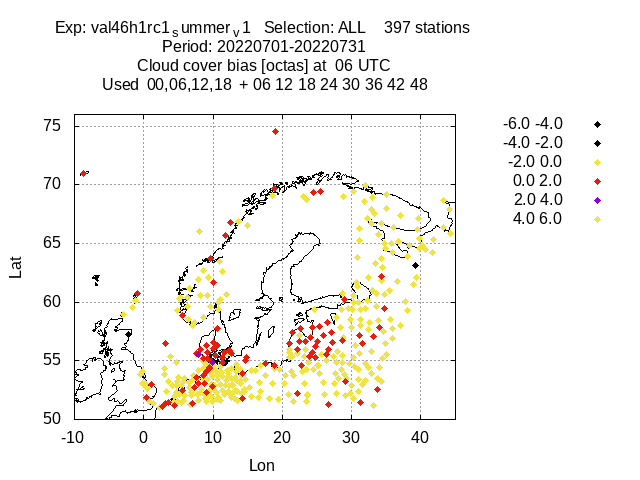 Exp: val46h1rc1summerv1 Selection: ALL 397 stations
Period: 20220701-20220731
Cloud cover bias [octas] at 06 UTC
Used 00,06,12,18 + 06 12 18 24 30 36 42 48
-6.0 -4.0
-4.0 -2.0
-2.0 0.0
0.0 2.0
2.0 4.0
4.0 6.0
75
70
65
60
55
50
Lat
-10 0 10 20 30 40
Lon